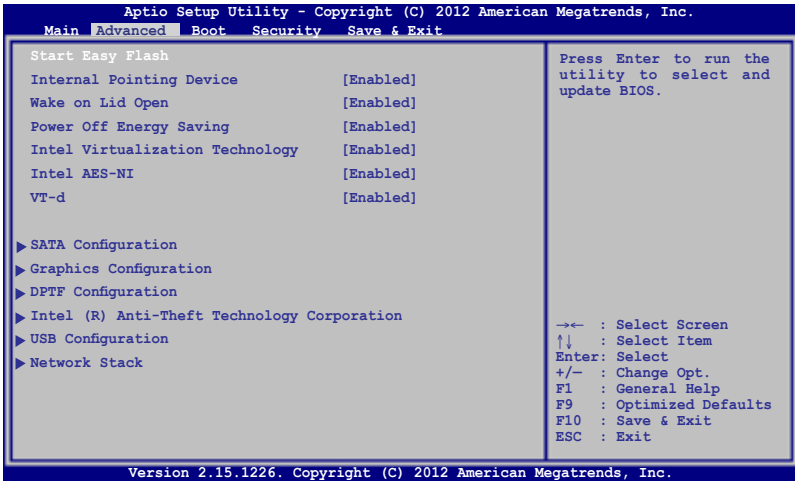 Aptio Setup Utility - Copyright (C) 2012 American Megatrends, Inc.
Main Advanced Boot Security Save & Exit
Start Easy Flash
Internal Pointing Device [Enabled]
Wake on Lid Open [Enabled]
Power Off Energy Saving [Enabled]
Intel Virtualization Technology [Enabled]
Intel AES-NI [Enabled]
VT-d [Enabled]
SATA Configuration
Graphics Configuration
DPTF Configuration
Intel (R) Anti-Theft Technology Corporation
USB Configuration
Network Stack
Press Enter to run the
utility to select and
update BIOS.
→← : Select Screen
↑↓ : Select Item
Enter: Select
+/— : Change Opt.
F1 : General Help
F9 : Optimized Defaults
F10 : Save & Exit
ESC : Exit
Version 2.15.1226. Copyright (C) 2012 American Megatrends, Inc.